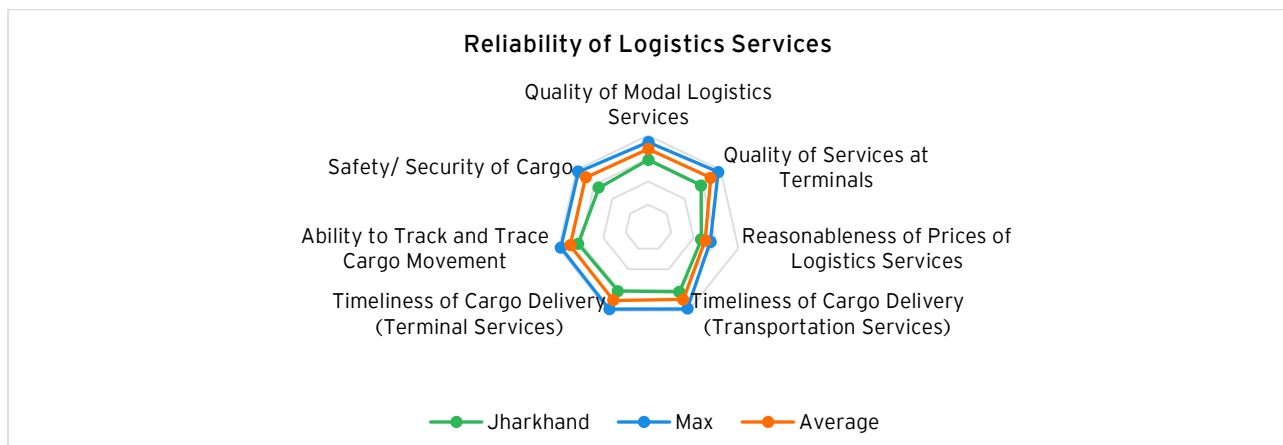 Reliability of Logistics Services
Quality of Modal Logistics
Services
Quality of Services at
Terminals
Reasonableness of Prices of
Logistics Services
Timeliness of Cargo Delivery
(Transportation Services)
Timeliness of Cargo Delivery
(Terminal Services)
Ability to Track and Trace
Cargo Movement
Safety/ Security of Cargo
Jharkhand
Max
Average